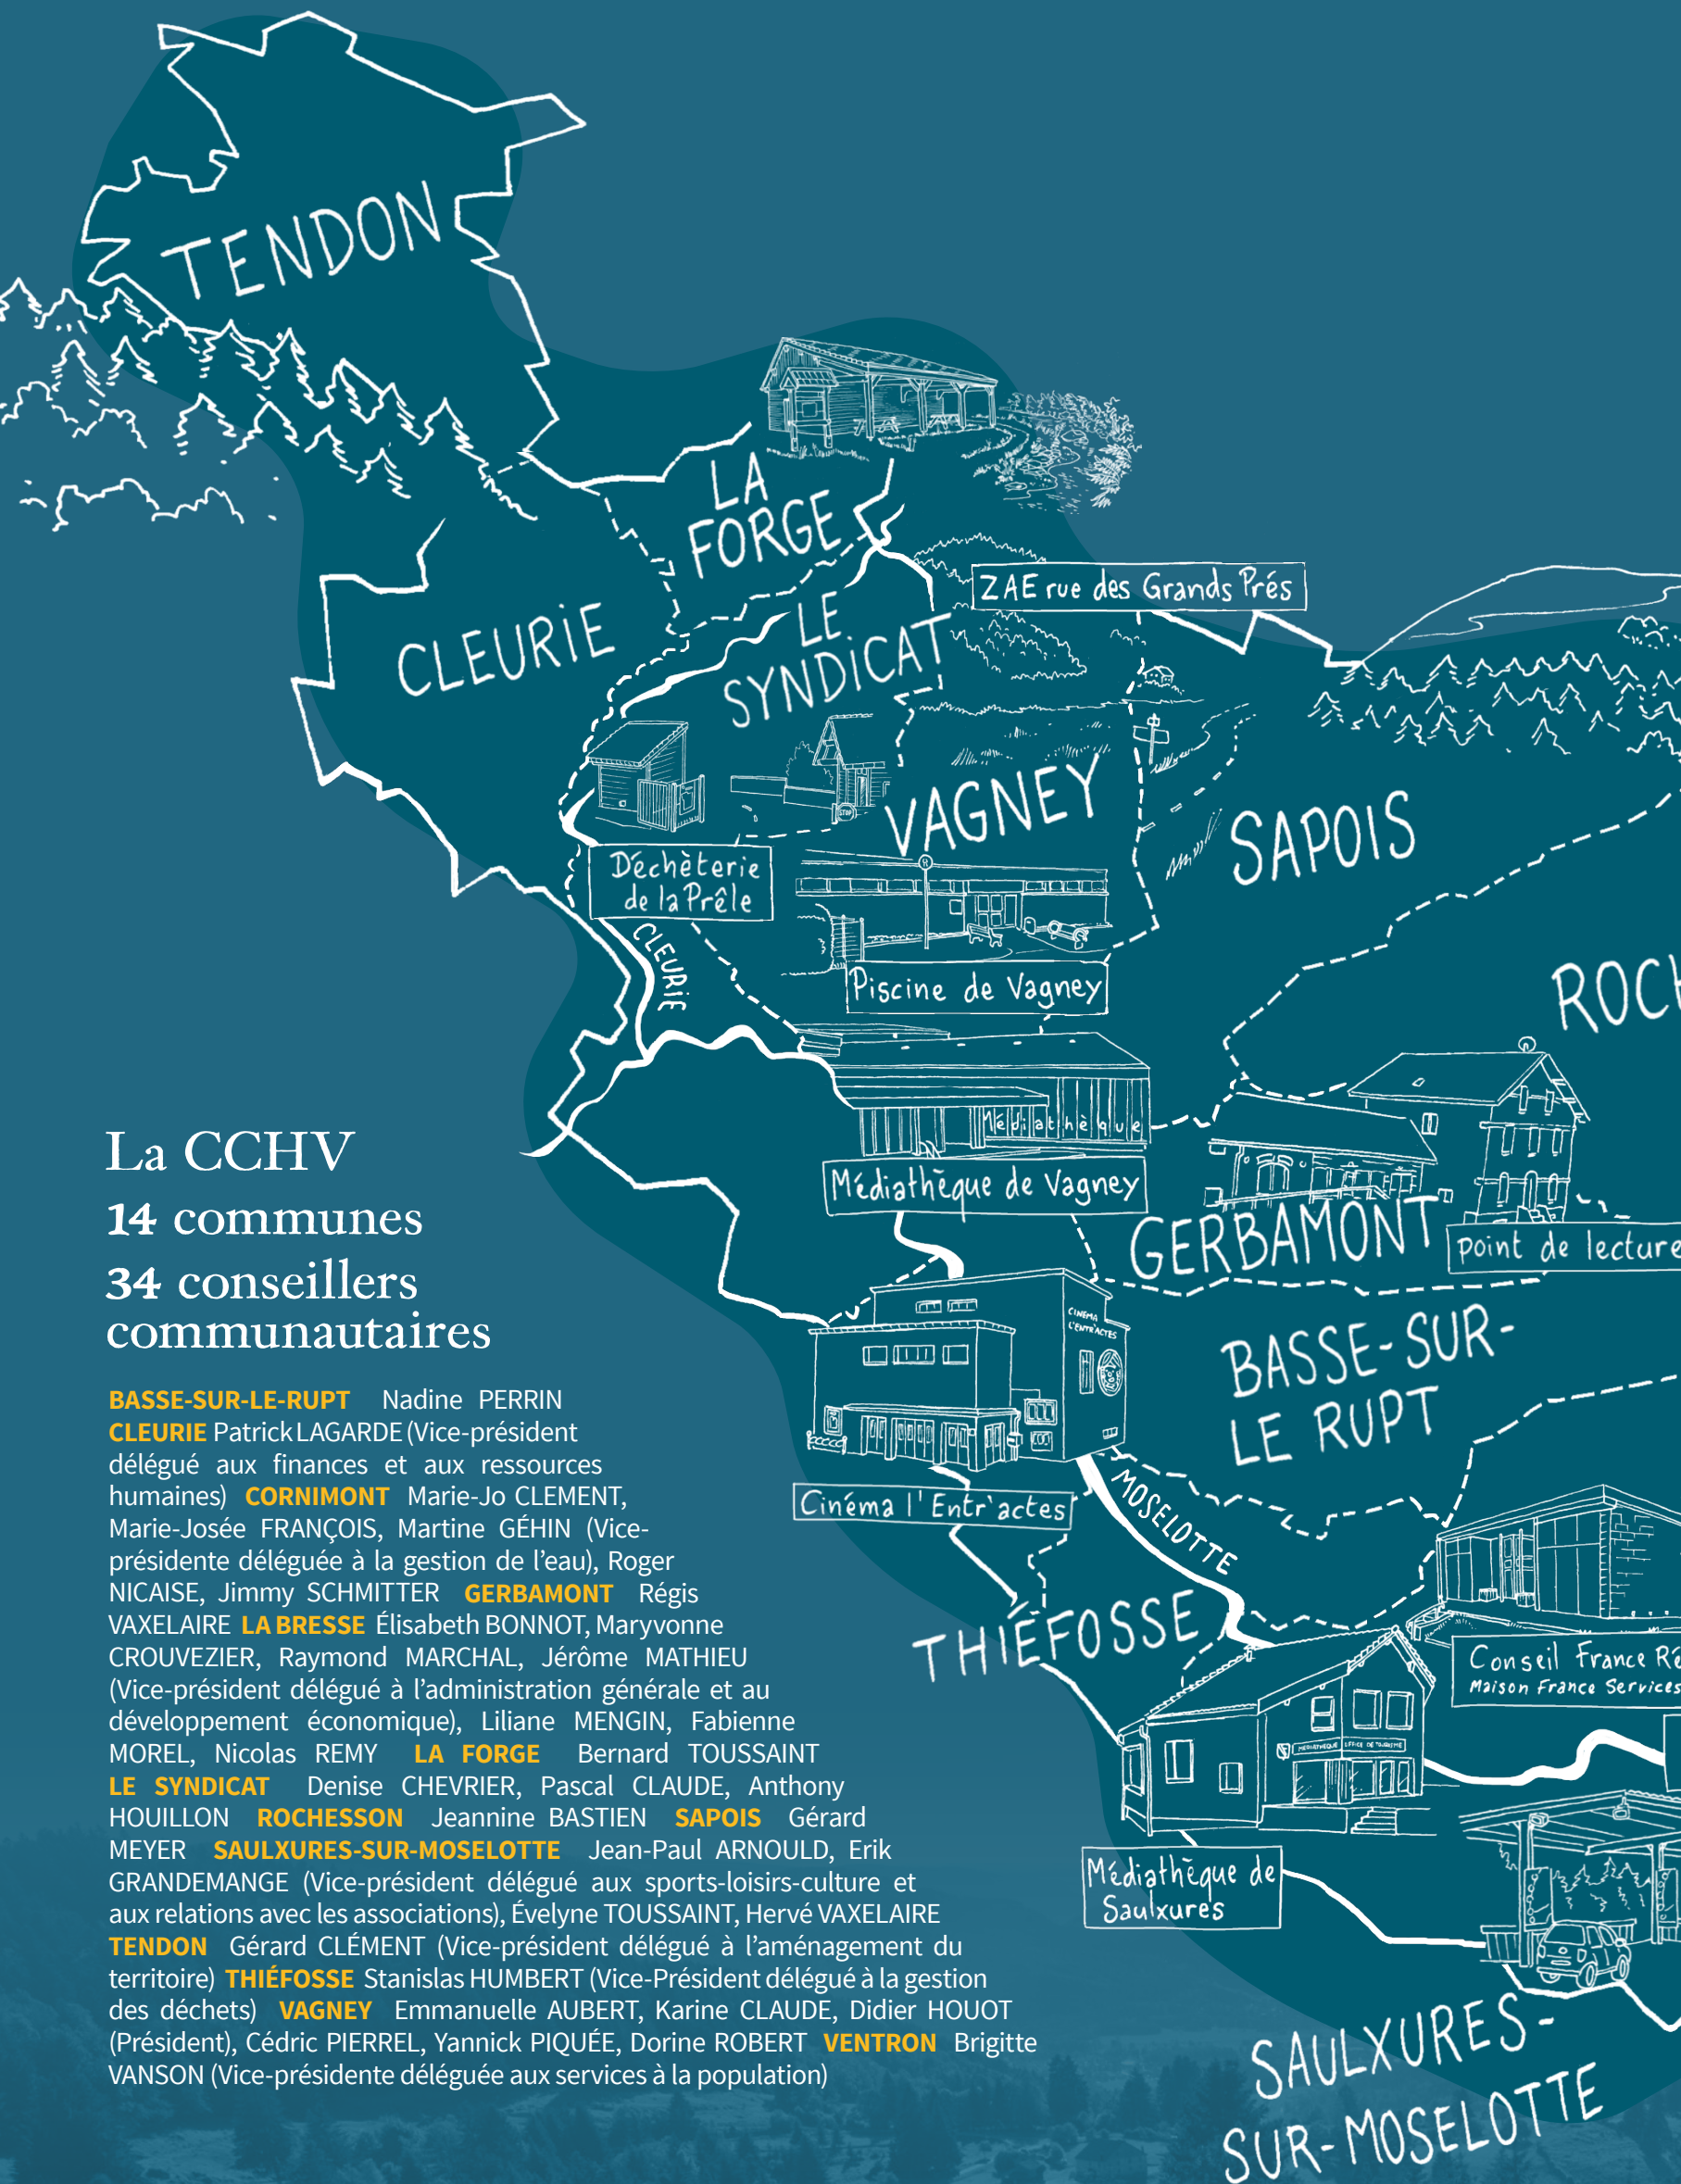 TENDON
LA
FORGE
ZAE rue des Grands Prés
CLEURIE
LE
SYNDICAT
VAGNEY
SAPOIS
STOP
Déchèterie
de la Prêle
H
CLEURIE
Piscine de Vagney
Médiathèque
Médiathèque de Vagney
GERBAMONT
point de lecture
BASSE-SUR-
LE RUPT
CINEMA
L'ENTR'ACTES
Cinéma l'Entr'actes
MOSELOTTE
THIÉFOSSE
Conseil France
Maison France Services
MEDIATHEQUE OFFICE DE TOURISME
Médiathèque de
Saulxures
SAULXURES-
SUR-MOSELOTTE
La CCHV
14 communes
34 conseillers
communautaires
BASSE-SUR-LE-RUPT Nadine PERRIN
CLEURIE Patrick LAGARDE (Vice-président
délégué aux finances et aux ressources
humaines) CORNIMONT Marie-Jo CLEMENT,
Marie-Josée FRANÇOIS, Martine GÉHIN (Vice-
présidente déléguée à la gestion de l'eau), Roger
NICAISE, Jimmy SCHMITTER GERBAMONT Régis
VAXELAIRE LA BRESSE Élisabeth BONNOT, Maryvonne
CROUVEZIER, Raymond MARCHAL, Jérôme MATHIEU
(Vice-président délégué à l'administration générale et au
développement économique), Liliane MENGIN, Fabienne
MOREL, Nicolas REMY LA FORGE Bernard TOUSSAINT
LE SYNDICAT Denise CHEVRIER, Pascal CLAUDE, Anthony
HOUILLON ROCHESSON Jeannine BASTIEN SAPOIS Gérard
MEYER SAULXURES-SUR-MOSELOTTE Jean-Paul ARNOULD, Erik
GRANDEMANGE (Vice-président délégué aux sports-loisirs-culture et
aux relations avec les associations), Évelyne TOUSSAINT, Hervé VAXELAIRE
TENDON Gérard CLÉMENT (Vice-président délégué à l'aménagement du
territoire) THIÉFOSSE Stanislas HUMBERT (Vice-Président délégué à la gestion
des déchets) VAGNEY Emmanuelle AUBERT, Karine CLAUDE, Didier HOUOT
(Président), Cédric PIERREL, Yannick PIQUÉE, Dorine ROBERT VENTRON Brigitte
VANSON (Vice-présidente déléguée aux services à la population)